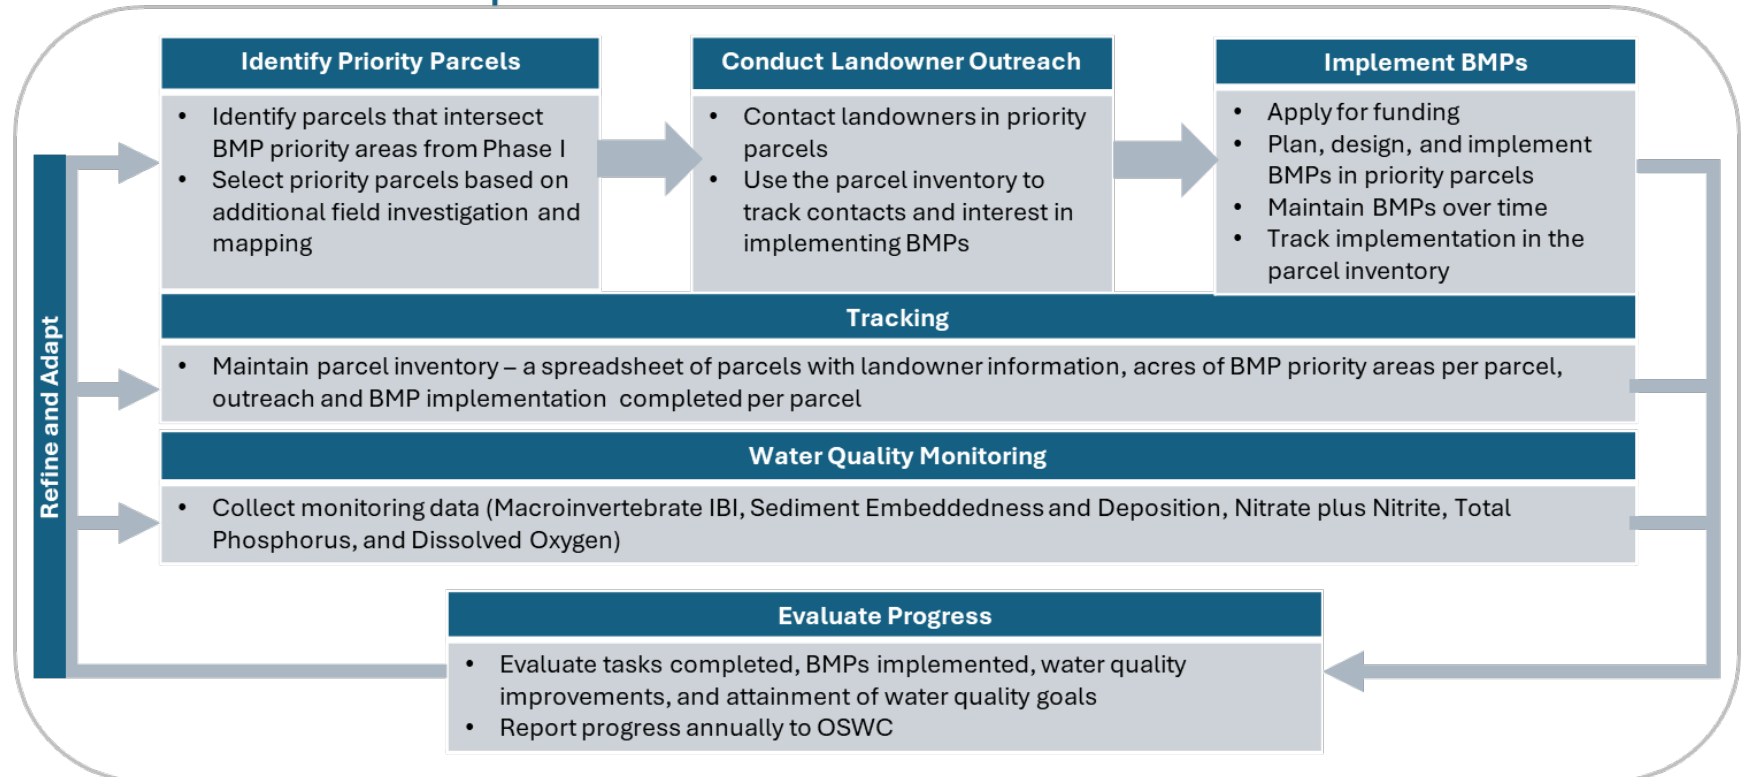 Identify Priority Parcels
• Identify parcels that intersect
BMP priority areas from Phase I
• Select priority parcels based on
additional field investigation and
mapping
Conduct Landowner Outreach
• Contact landowners in priority
parcels
• Use the parcel inventory to
track contacts and interest in
implementing BMPs
Implement BMPs
• Apply for funding
• Plan, design, and implement
BMPs in priority parcels
• Maintain BMPs over time
• Track implementation in the
parcel inventory
Refine and Adapt
Tracking
• Maintain parcel inventory – a spreadsheet of parcels with landowner information, acres of BMP priority areas per parcel,
outreach and BMP implementation completed per parcel
Water Quality Monitoring
• Collect monitoring data (Macroinvertebrate IBI, Sediment Embeddedness and Deposition, Nitrate plus Nitrite, Total
Phosphorus, and Dissolved Oxygen)
Evaluate Progress
• Evaluate tasks completed, BMPs implemented, water quality
improvements, and attainment of water quality goals
• Report progress annually to OSWC